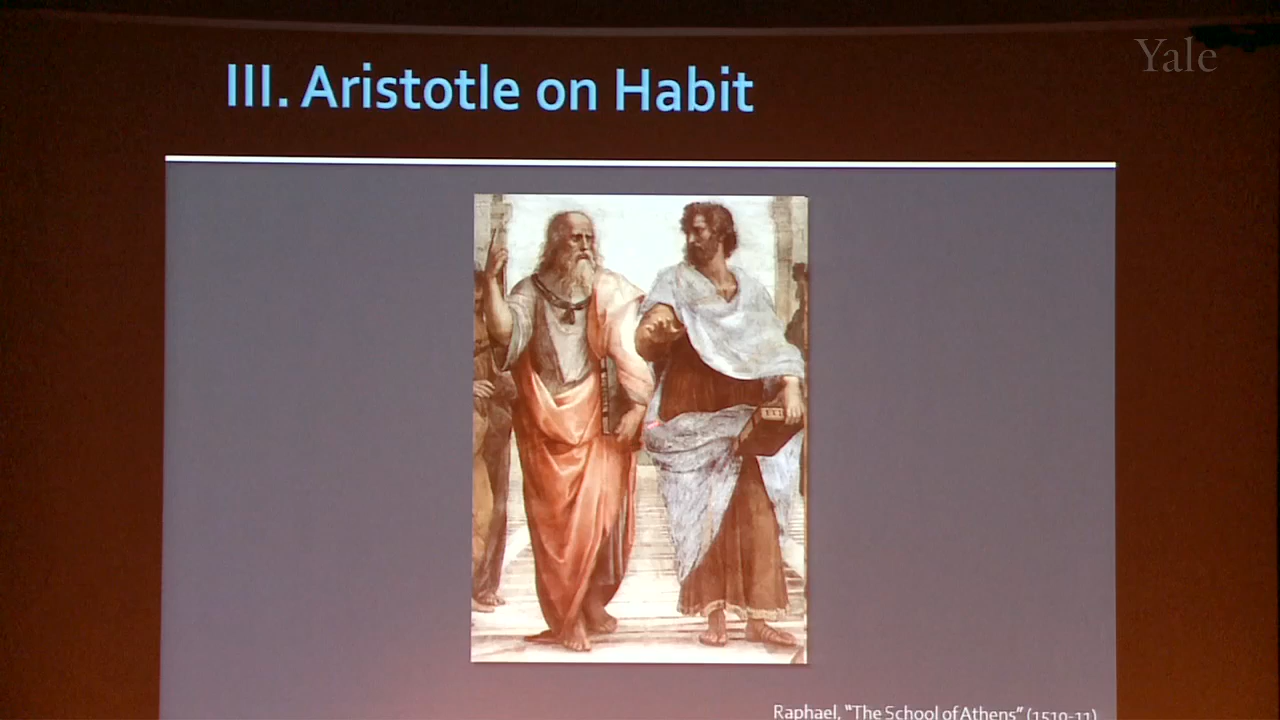 Yale
III. Aristotle on Habit
Raphael, "The School of Athens" (1510-11)